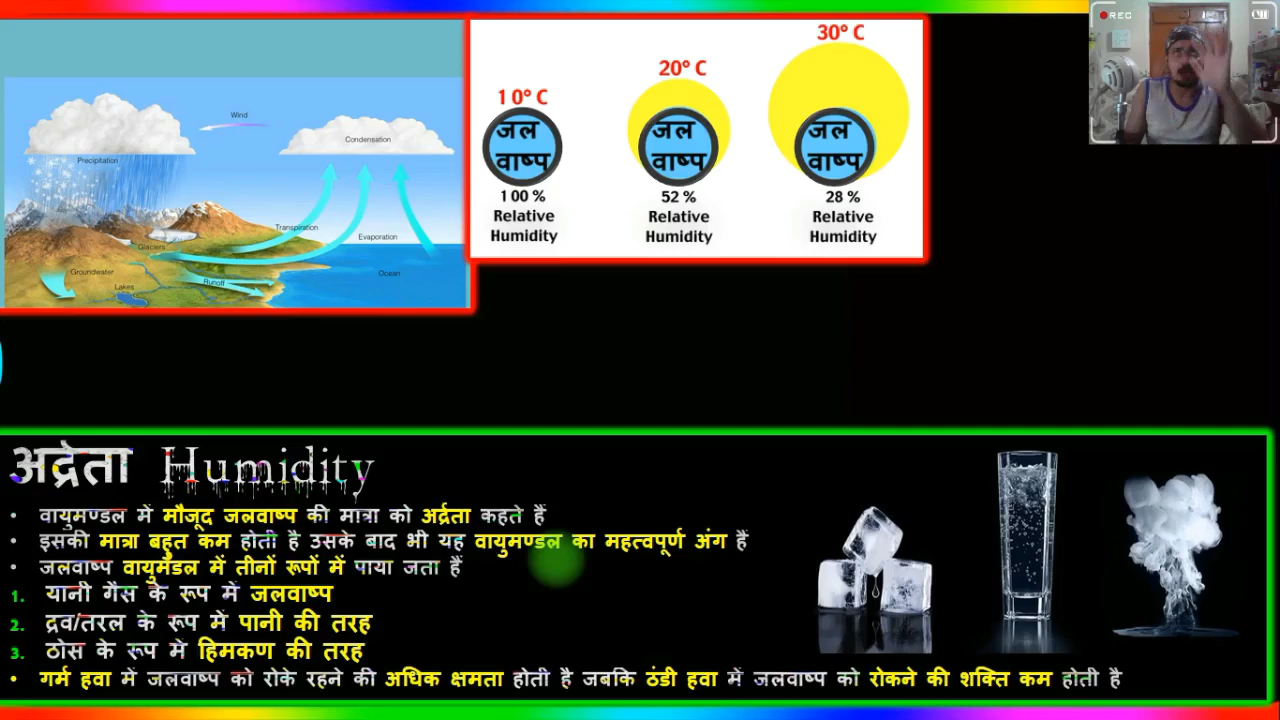 REC
Wind
Condensation
Precipitation
Transpiration
Glaciers
Evaporation
Groundwater
Ocean
Runoff
Lakes
10° C
जल
वाष्प
100 %
Relative
Humidity
20° C
जल
वाष्प
52 %
Relative
Humidity
30° C
जल
वाष्प
28 %
Relative
Humidity
अद्रेता Humidity
• वायुमण्डल में मौजूद जलवाष्प की मात्रा को अर्द्रता कहते हैं
• इसकी मात्रा बहुत कम होती है उसके बाद भी यह वायुमण्डल का महत्वपूर्ण अंग हैं
• जलवाष्प वायुमंडल में तीनों रूपों में पाया जता हैं
1. यानी गैस के रूप में जलवाष्प
2. द्रव/तरल के रूप में पानी की तरह
3. ठोस के रूप में हिमकण की तरह
• गर्म हवा में जलवाष्प को रोके रहने की अधिक क्षमता होती है जबकि ठंडी हवा में जलवाष्प को रोकने की शक्ति कम होती है